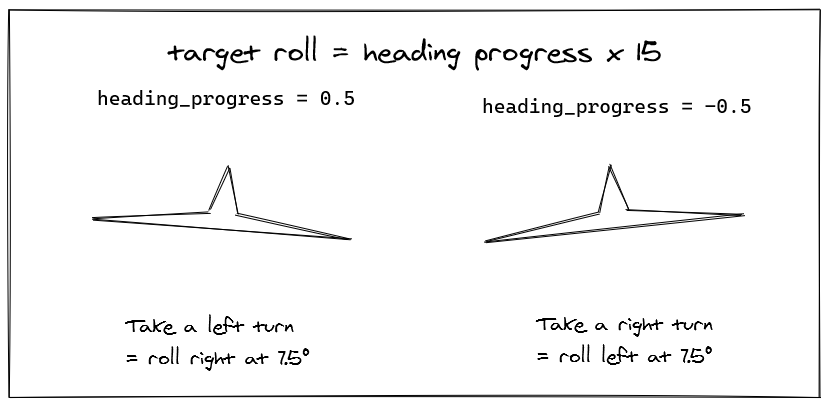 target roll = heading progress x 15
heading_progress = 0.5
heading_progress = -0.5
Take a left turn
= roll right at 7.5°
Take a right turn
= roll left at 7.5°